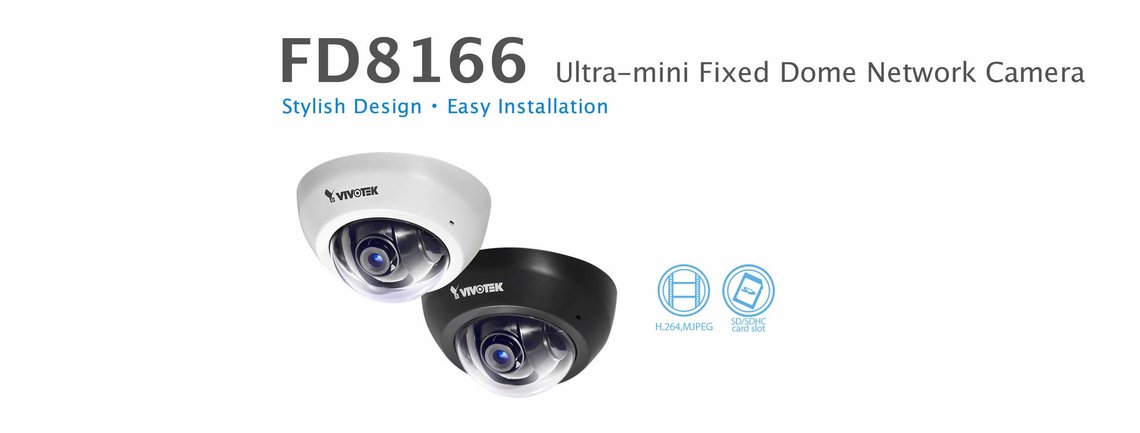 FD8166 Ultra-mini Fixed Dome Network Camera
Stylish Design • Easy Installation
VIVOTEK
VIVOTEK
H.264,MJPEG
SD/SDHC
card slot